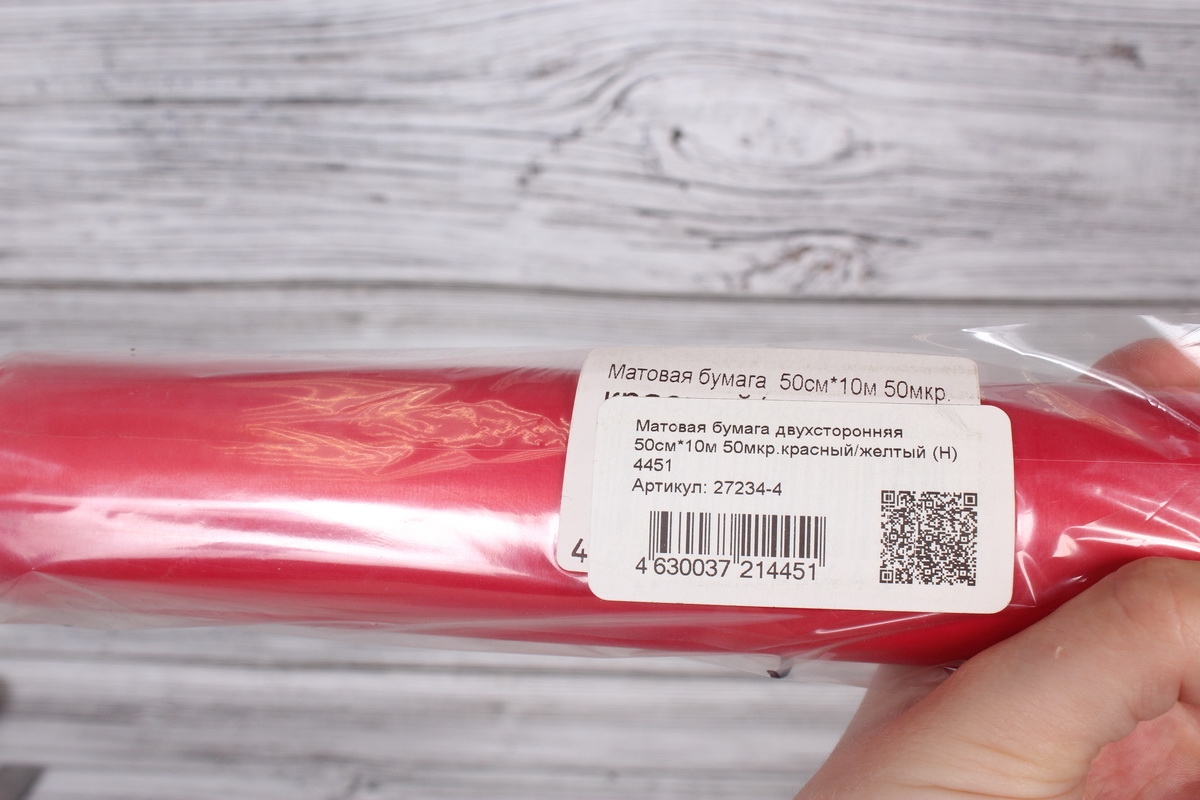 Матовая бумага 50см*10м 50мкр.
Матовая бумага двухсторонняя
50см*10м 50мкр.красный/желтый (Н)
4451
Артикул: 27234-4
4
4 630037 214451